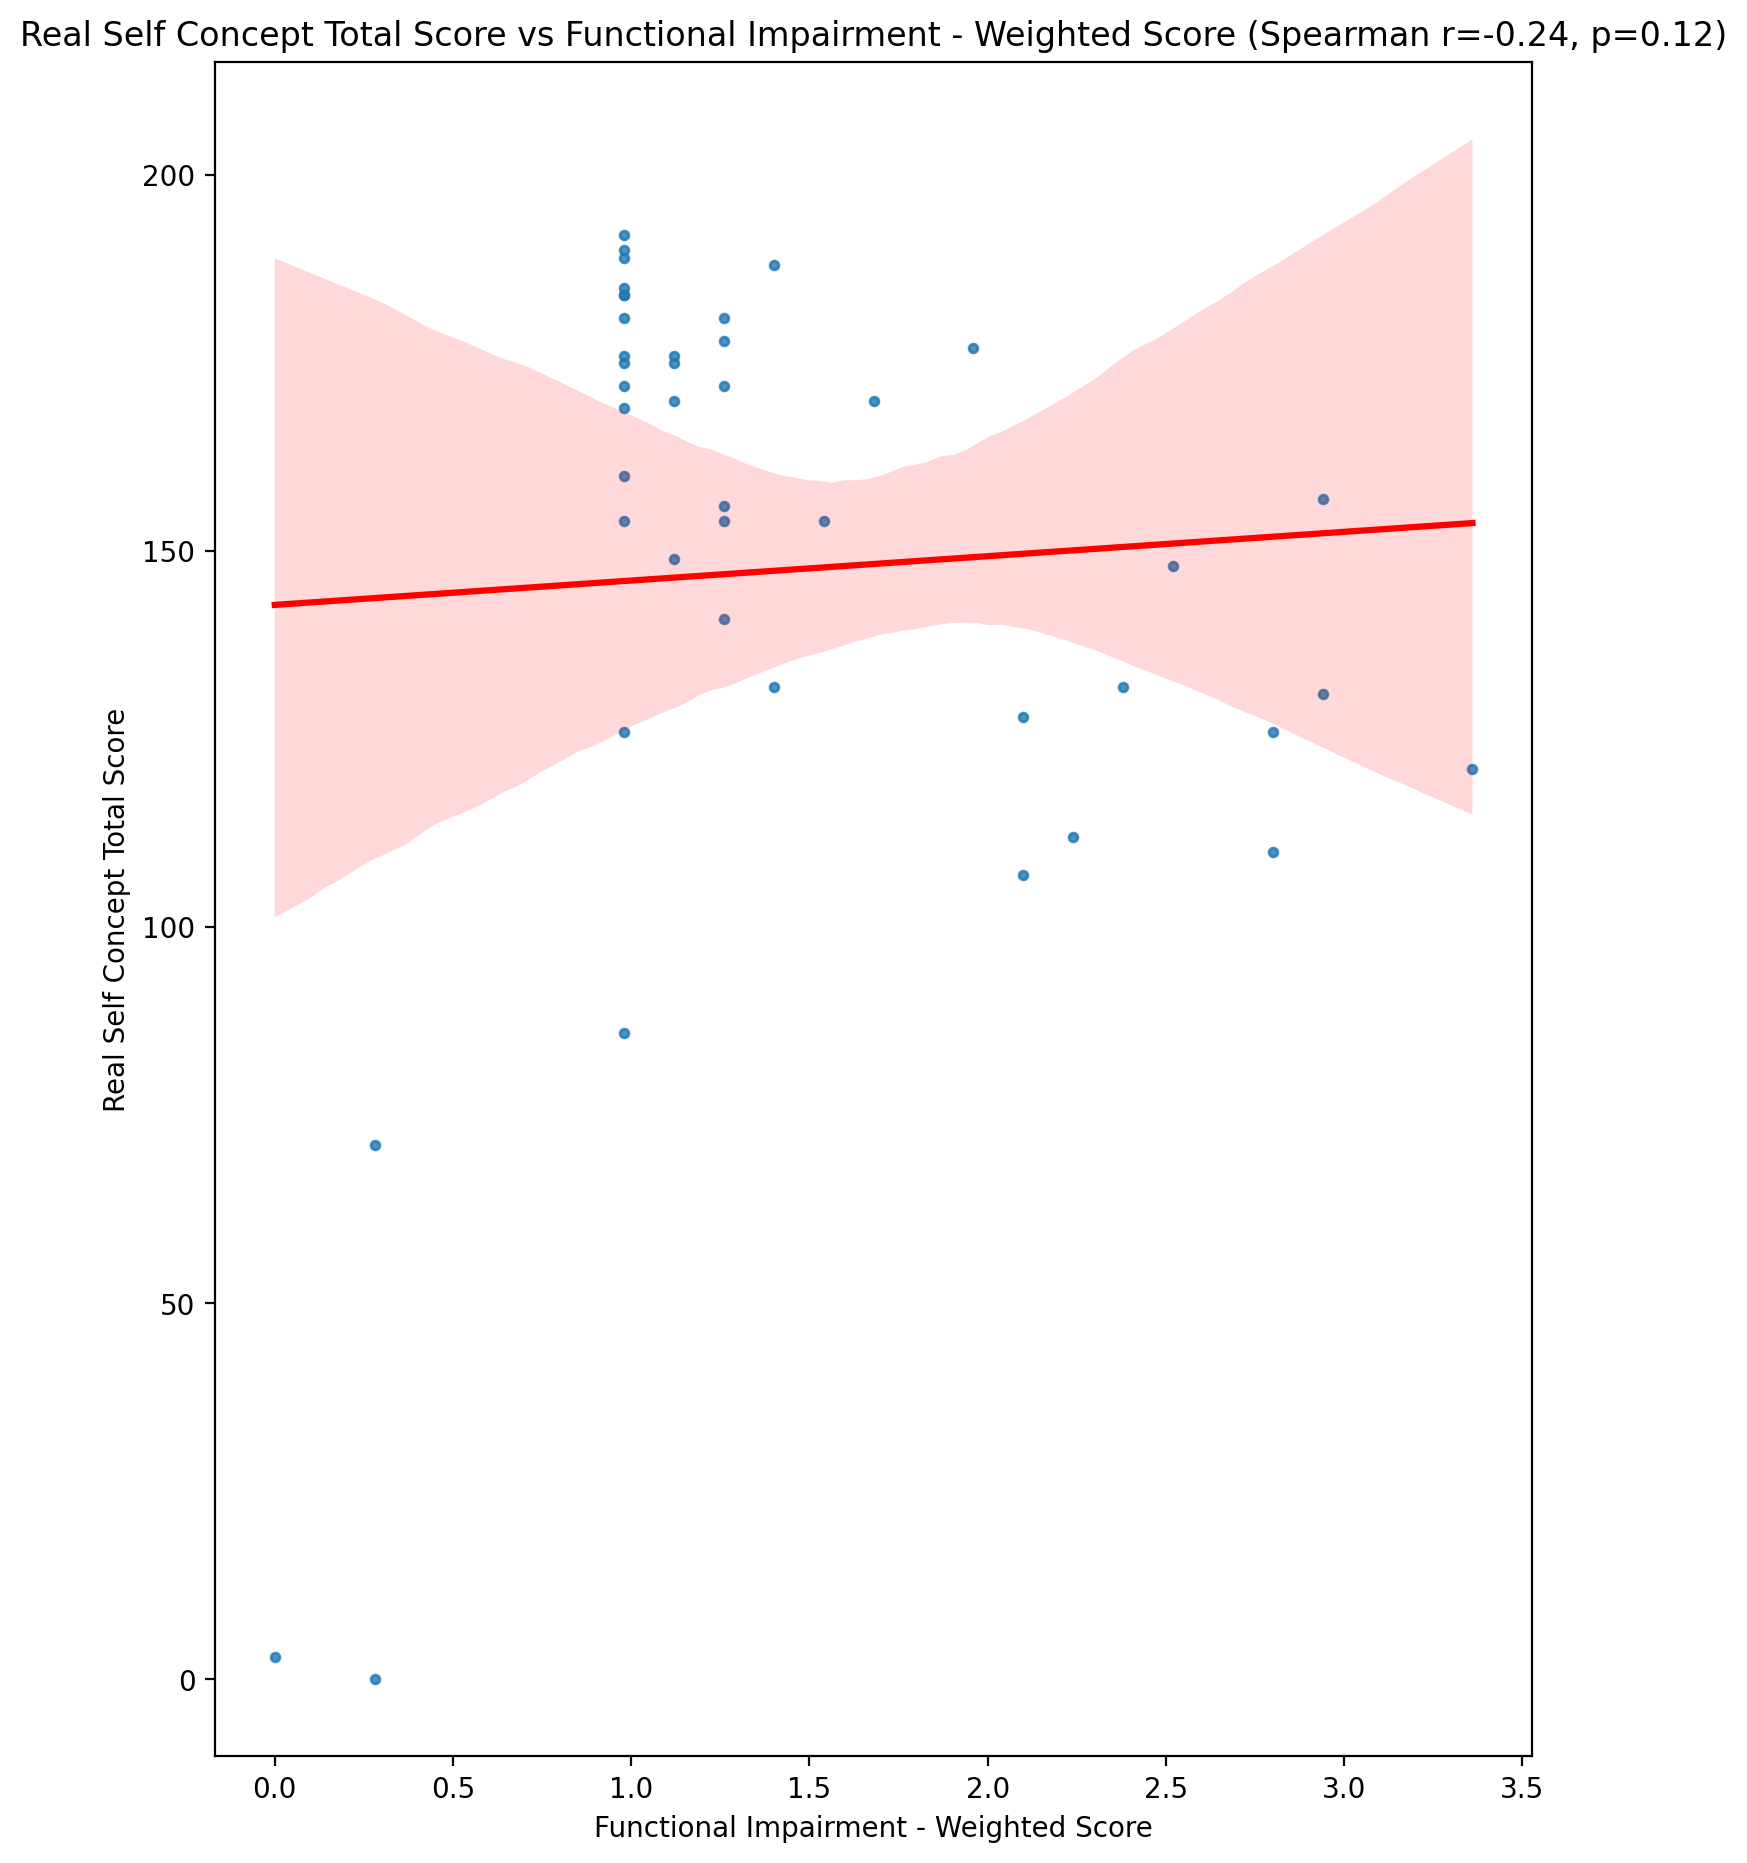 Real Self Concept Total Score vs Functional Impairment - Weighted Score (Spearman r=-0.24, p=0.12)
200
150
100
50
0
Real Self Concept Total Score
0.0 0.5 1.0 1.5 2.0 2.5 3.0 3.5
Functional Impairment - Weighted Score